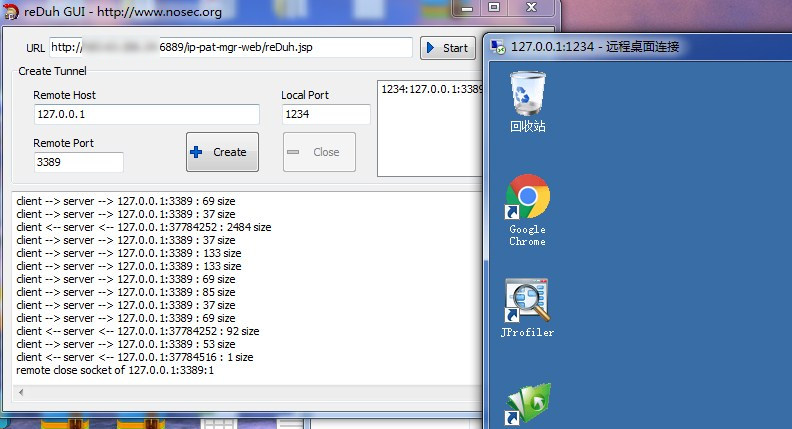 reDuh GUI - http://www.nosec.org
URL http:// 6889/ip-pat-mgr-web/reDuh.jsp Start
Create Tunnel
Remote Host Local Port
127.0.0.1 1234
Remote Port
3389 Create Close
1234:127.0.0.1:3389
client --> server --> 127.0.0.1:3389 : 69 size
client --> server --> 127.0.0.1:3389 : 37 size
client <-- server <-- 127.0.0.1:37784252 : 2484 size
client --> server --> 127.0.0.1:3389 : 37 size
client --> server --> 127.0.0.1:3389 : 133 size
client --> server --> 127.0.0.1:3389 : 133 size
client --> server --> 127.0.0.1:3389 : 69 size
client --> server --> 127.0.0.1:3389 : 85 size
client --> server --> 127.0.0.1:3389 : 37 size
client --> server --> 127.0.0.1:3389 : 69 size
client <-- server <-- 127.0.0.1:37784252 : 92 size
client --> server --> 127.0.0.1:3389 : 53 size
client <-- server <-- 127.0.0.1:37784516 : 1 size
remote close socket of 127.0.0.1:3389:1
127.0.0.1:1234 - 远程桌面连接
回收站
Google
Chrome
JProfiler